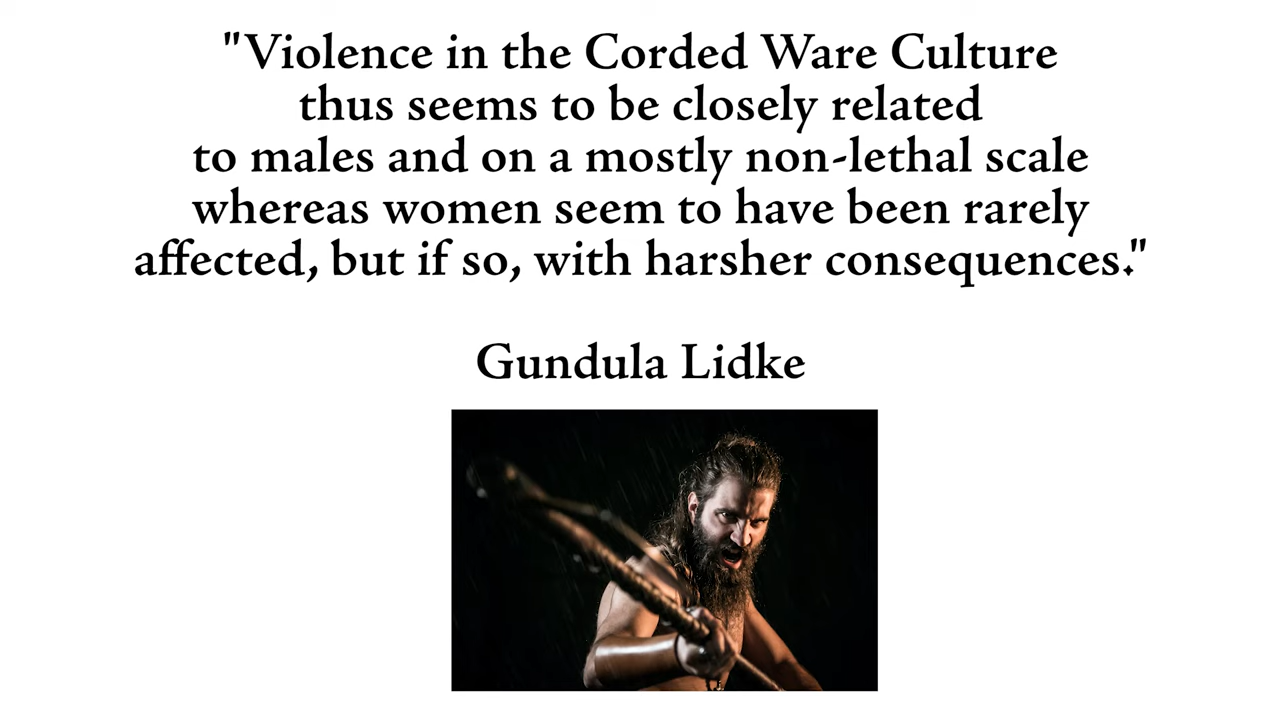 "Violence in the Corded Ware Culture
thus seems to be closely related
to males and on a mostly non-lethal scale
whereas women seem to have been rarely
affected, but if so, with harsher consequences."
Gundula Lidke